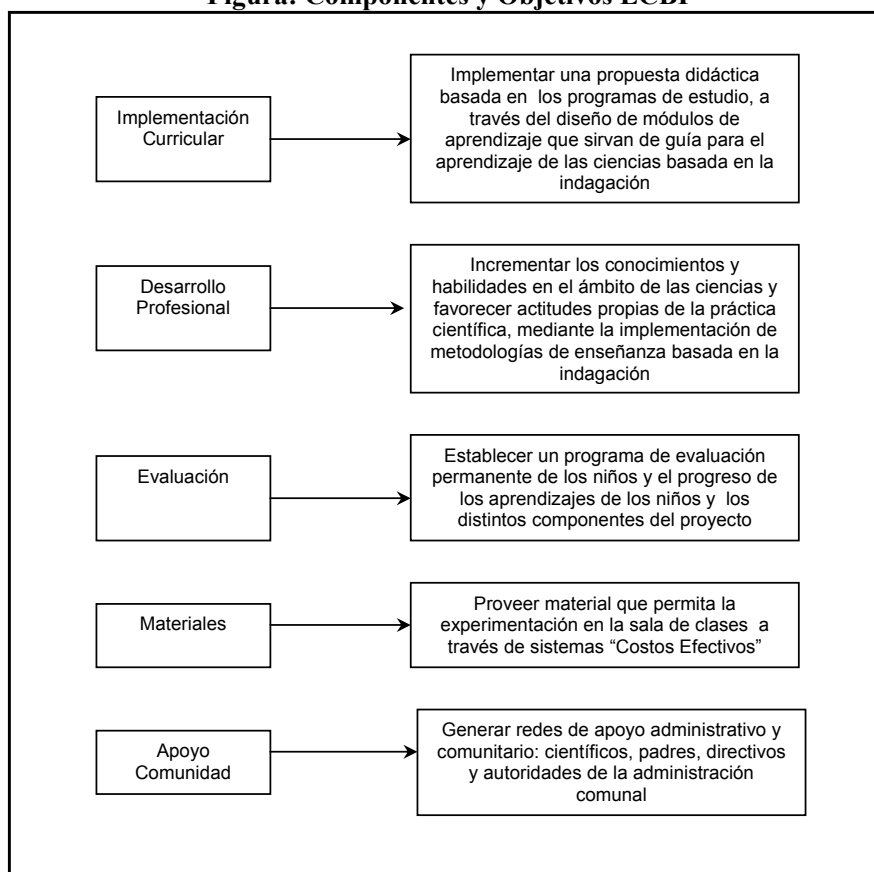 Figura: Componentes y Objetivos ECBI
Implementación
Curricular
Implementar una propuesta didáctica
basada en los programas de estudio, a
través del diseño de módulos de
aprendizaje que sirvan de guía para el
aprendizaje de las ciencias basada en la
indagación
Desarrollo
Profesional
Incrementar los conocimientos y
habilidades en el ámbito de las ciencias y
favorecer actitudes propias de la práctica
científica, mediante la implementación de
metodologías de enseñanza basada en la
indagación
Evaluación
Establecer un programa de evaluación
permanente de los niños y el progreso de
los aprendizajes de los niños y los
distintos componentes del proyecto
Materiales
Proveer material que permita la
experimentación en la sala de clases a
través de sistemas “Costos Efectivos”
Apoyo
Comunidad
Generar redes de apoyo administrativo y
comunitario: científicos, padres, directivos
y autoridades de la administración
comunal